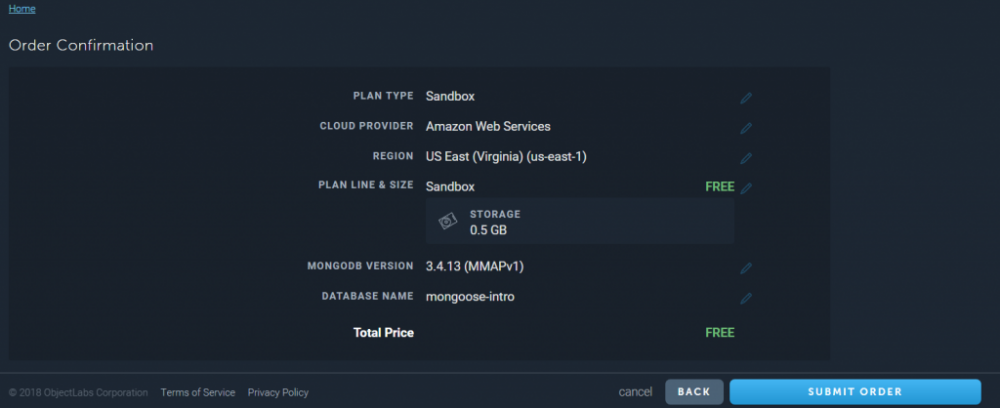 Home
Order Confirmation
PLAN TYPE Sandbox
CLOUD PROVIDER Amazon Web Services
REGION US East (Virginia) (us-east-1)
PLAN LINE & SIZE Sandbox FREE
STORAGE
0.5 GB
MONGODB VERSION 3.4.13 (MMAPv1)
DATABASE NAME mongoose-intro
Total Price FREE
© 2018 ObjectLabs Corporation Terms of Service Privacy Policy cancel BACK SUBMIT ORDER